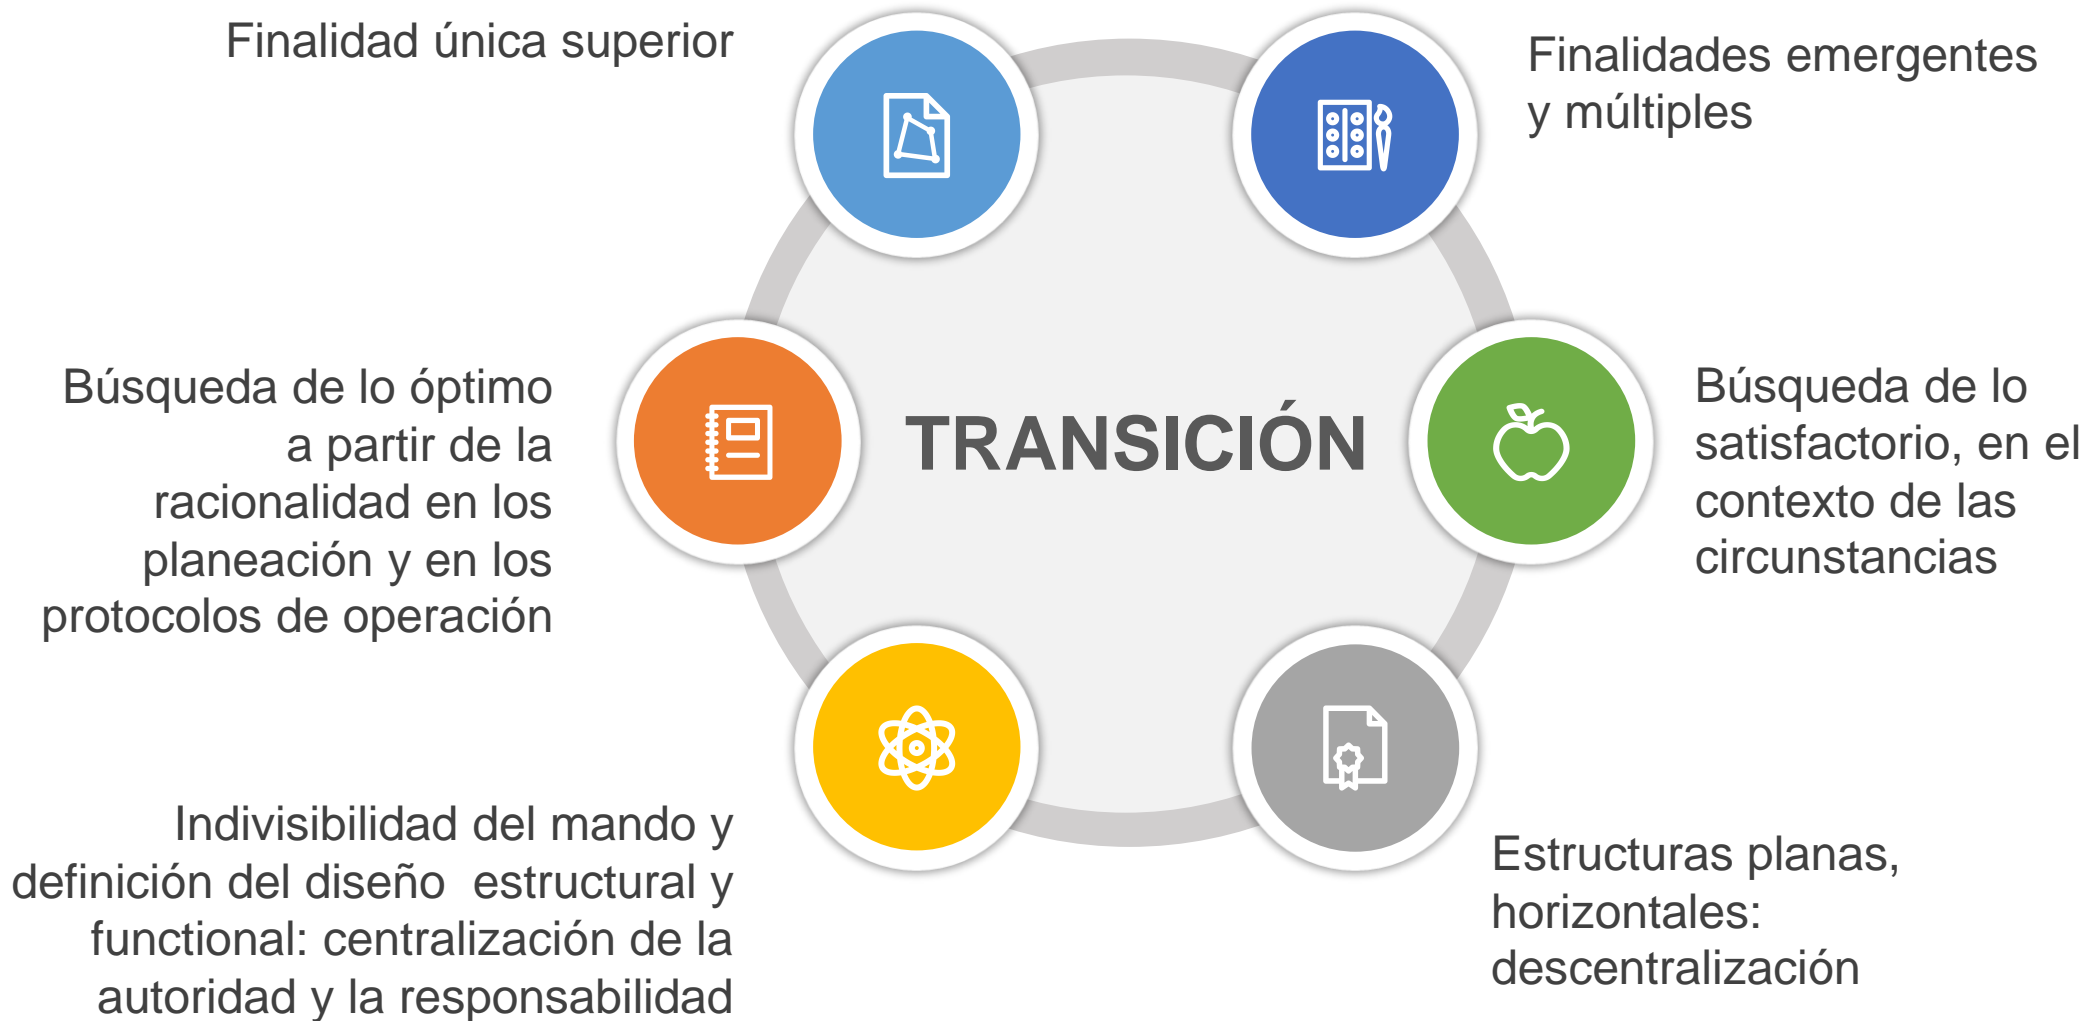 Finalidad única superior
Finalidades emergentes
y múltiples
Búsqueda de lo óptimo
a partir de la
racionalidad en los
planeación y en los
protocolos de operación
TRANSICIÓN
Búsqueda de lo
satisfactorio, en el
contexto de las
circunstancias
Indivisibilidad del mando y
definición del diseño  estructural y
functional: centralización de la
autoridad y la responsabilidad
Estructuras planas,
horizontales:
descentralización